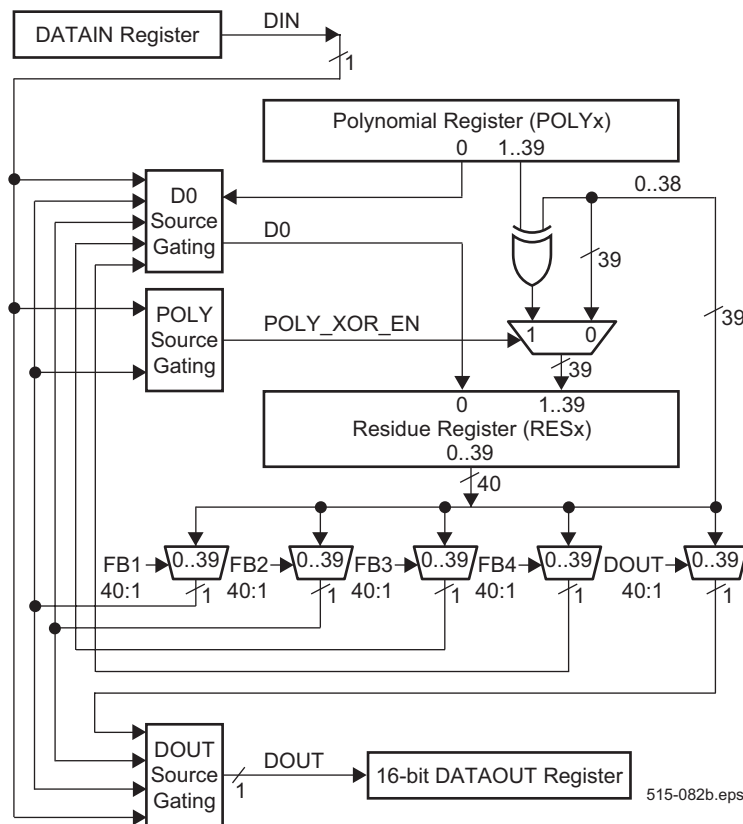 DIN
DATAIN Register
1
Polynomial Register (POLYx)
0 1..39
0..38
D0
Source
Gating
D0
39
POLY
Source
Gating
POLY_XOR_EN
1 0
39
39
0 1..39
Residue Register (RESx)
0..39
40
FB1 0..39 FB2 0..39 FB3 0..39 FB4 0..39 DOUT 0..39
40:1 1 40:1 1 40:1 1 40:1 1 40:1 1
DOUT
Source
Gating
DOUT
1
16-bit DATAOUT Register
515-082b.eps